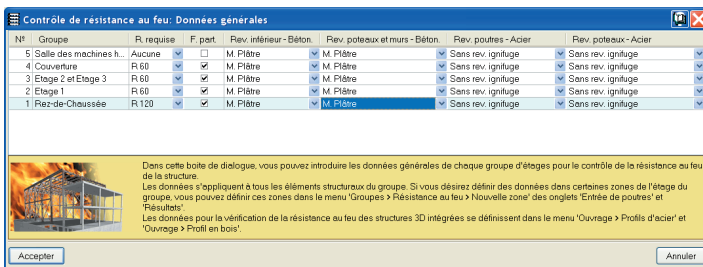 Contrôle de résistance au feu: Données générales
Nº Groupe R. requise F. part. Rev. intérieur - Béton. Rev. poteaux et murs - Béton. Rev. poutres - Acier Rev. poteaux - Acier
5 Salle des machines h... Aucune M. Plâtre M. Plâtre Sans rev. ignifuge Sans rev. ignifuge
4 Couverture R 60 M. Plâtre M. Plâtre Sans rev. ignifuge Sans rev. ignifuge
3 Etage 2 et Etage 3 R 60 M. Plâtre M. Plâtre Sans rev. ignifuge Sans rev. ignifuge
2 Etage 1 R 60 M. Plâtre M. Plâtre Sans rev. ignifuge Sans rev. ignifuge
1 Rez-de-Chaussée R 120 M. Plâtre M. Plâtre Sans rev. ignifuge Sans rev. ignifuge
Dans cette boite de dialogue, vous pouvez introduire les données générales de chaque groupe d'étages pour le contrôle de la résistance au feu
de la structure.
Les données s'appliquent à tous les éléments structuraux du groupe. Si vous désirez définir des données dans certaines zones de l'étage du
groupe, vous pouvez définir ces zones dans le menu 'Groupes > Résistance au feu > Nouvelle zone' des onglets 'Entrée de poutres' et
'Résultats'.
Les données pour la vérification de la résistance au feu des structures 3D intégrées se définissent dans le menu 'Ouvrage > Profils d'acier' et
'Ouvrage > Profil en bois'.
Accepter Annuler